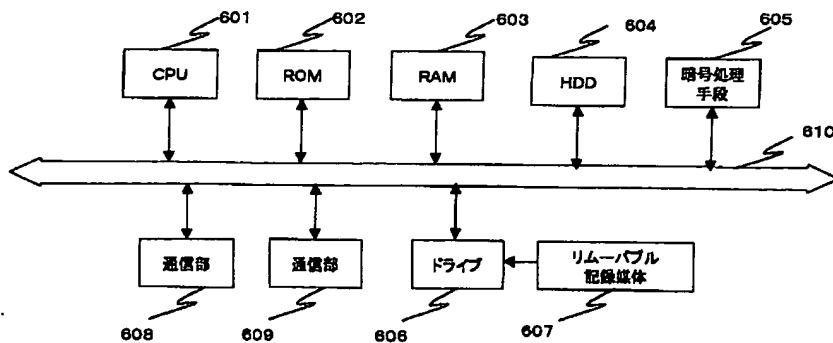 601
602
603
604
605
CPU
ROM
RAM
HDD
暗号処理
手段
610
通信部
通信部
ドライブ
リムーバブル
記録媒体
608
609
606
607